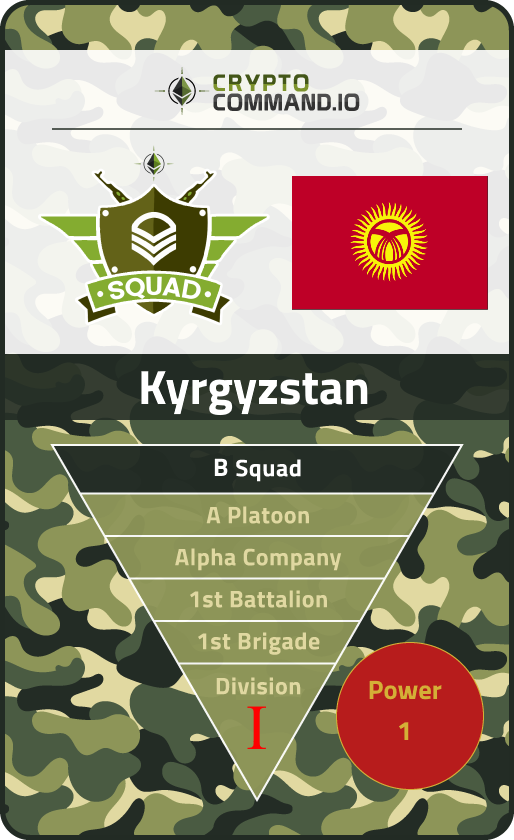 CRYPTO
COMMAND.IO
SQUAD
Kyrgyzstan
B Squad
A Platoon
Alpha Company
1st Battalion
1st Brigade
Division
I
Power
1